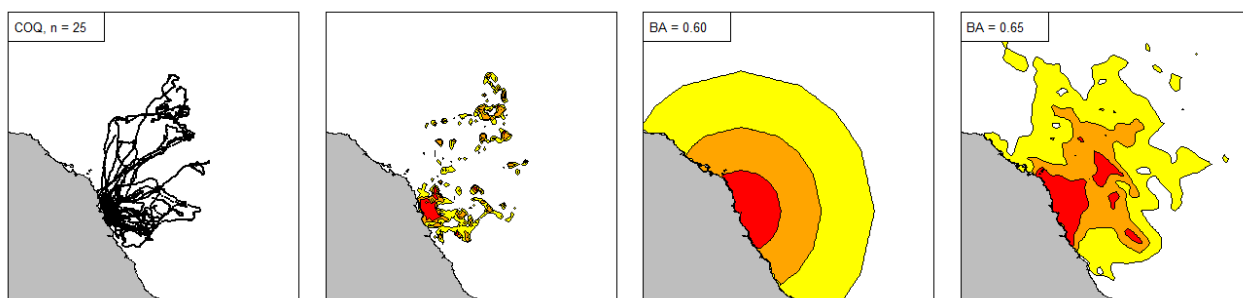 COQ, n = 25
BA = 0.60
BA = 0.65